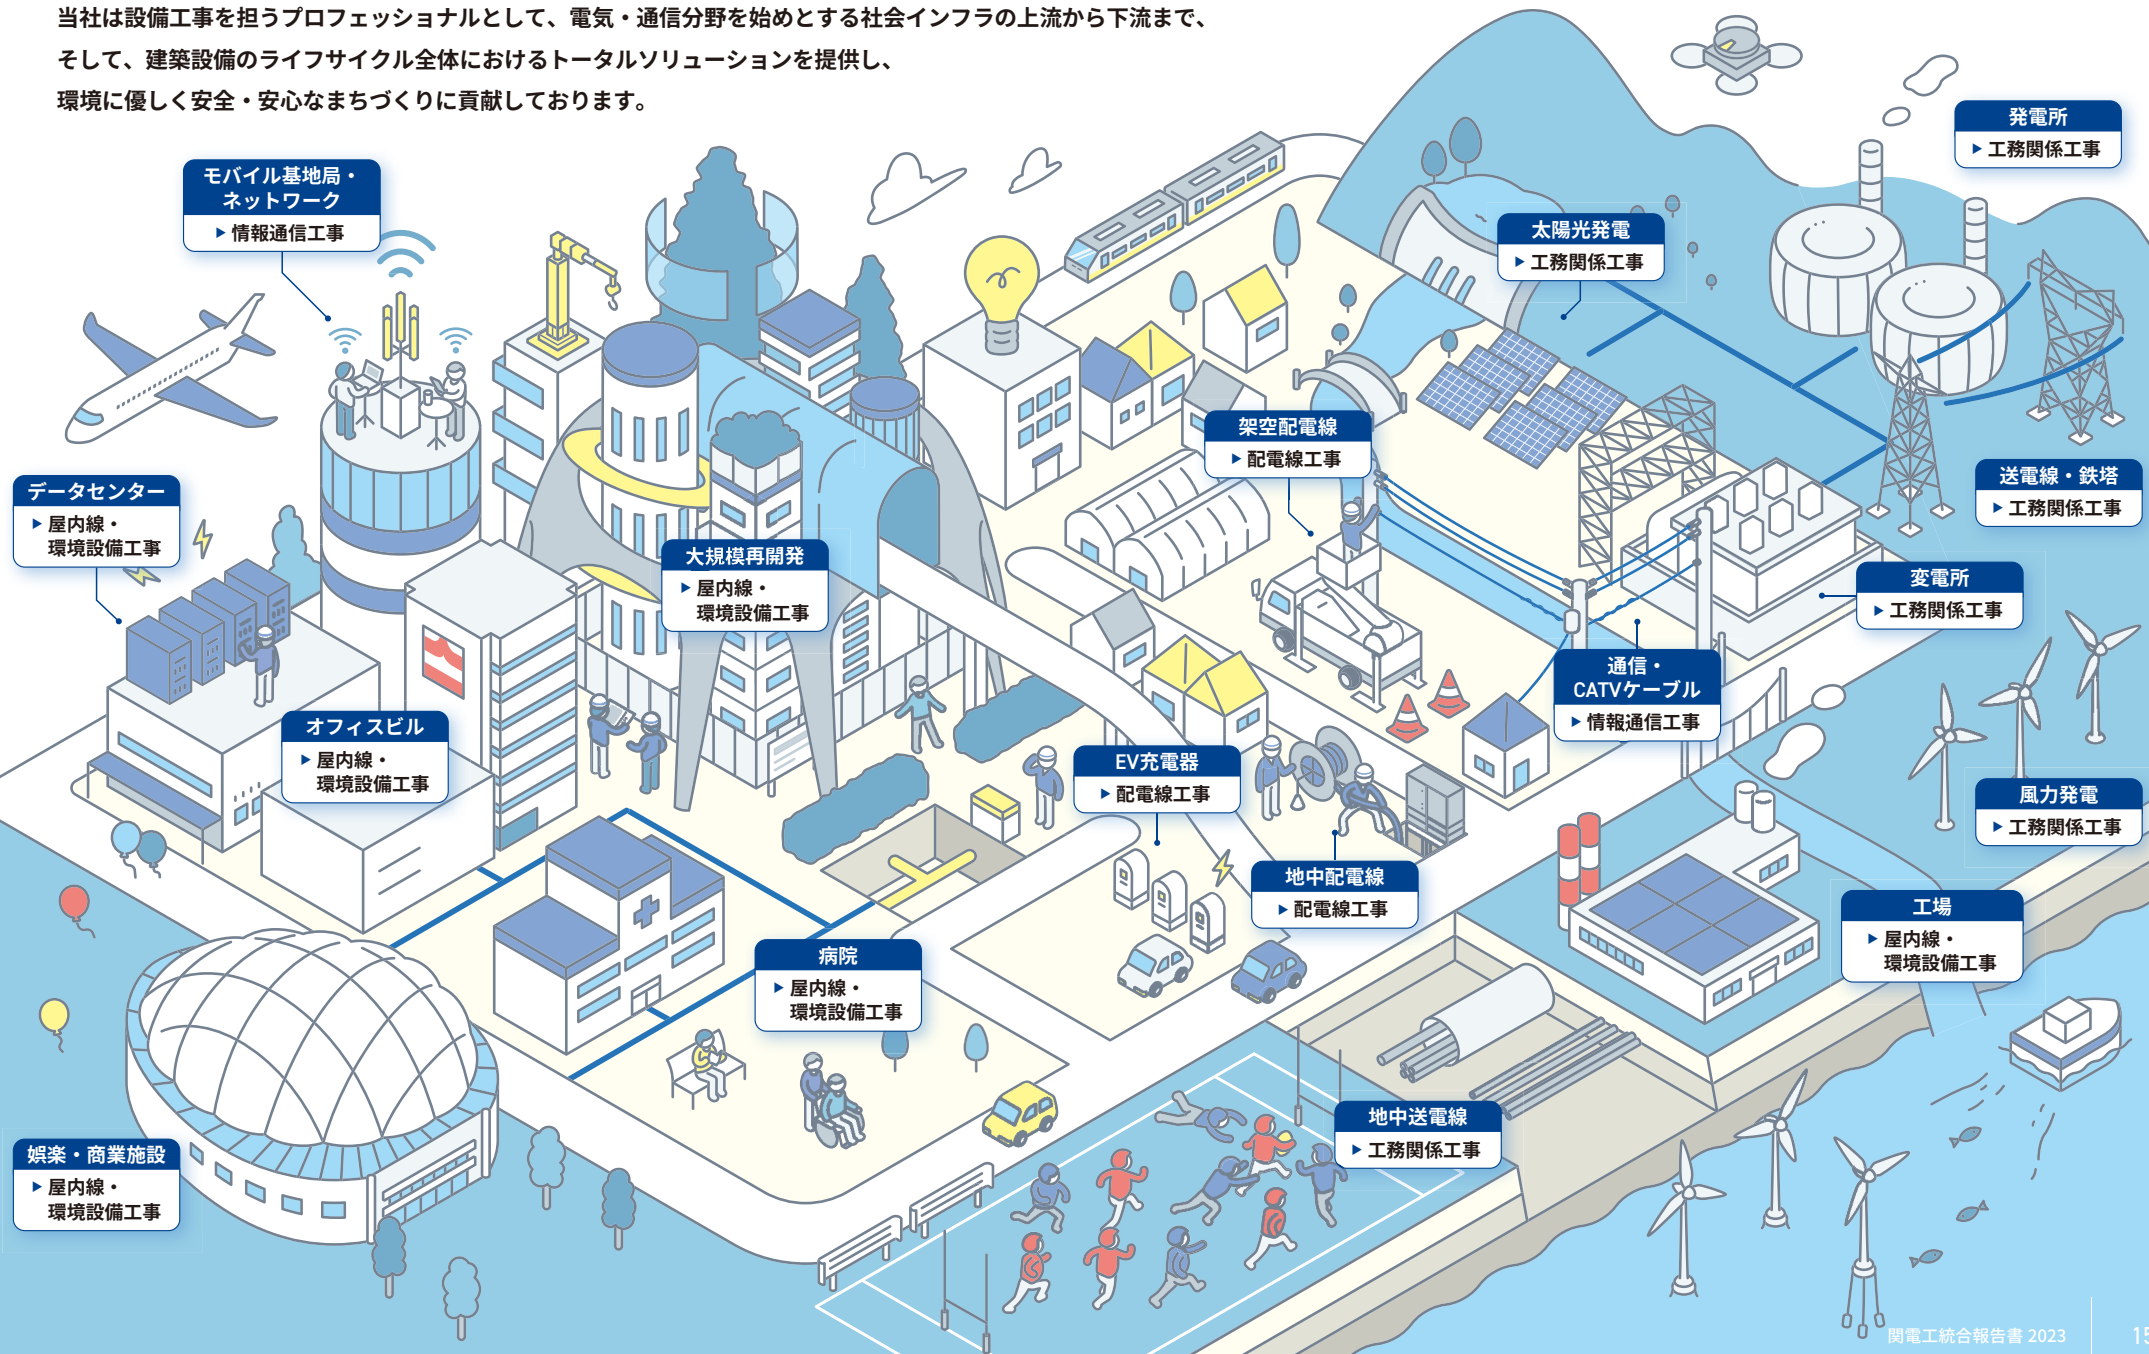 当社は設備工事を担うプロフェッショナルとして、電気・通信分野を始めとする社会インフラの上流から下流まで、
そして、建築設備のライフサイクル全体におけるトータルソリューションを提供し、
環境に優しく安全・安心なまちづくりに貢献しております。
発電所
▶ 工務関係工事
モバイル基地局・
ネットワーク
▶ 情報通信工事
太陽光発電
▶ 工務関係工事
架空配電線
▶ 配電線工事
送電線・鉄塔
▶ 工務関係工事
データセンター
▶ 屋内線・
環境設備工事
大規模再開発
▶ 屋内線・
環境設備工事
変電所
▶ 工務関係工事
通信・
CATVケーブル
▶ 情報通信工事
オフィスビル
▶ 屋内線・
環境設備工事
EV充電器
▶ 配電線工事
風力発電
▶ 工務関係工事
地中配電線
▶ 配電線工事
工場
▶ 屋内線・
環境設備工事
病院
▶ 屋内線・
環境設備工事
地中送電線
▶ 工務関係工事
娯楽・商業施設
▶ 屋内線・
環境設備工事
関電工統合報告書 2023
15